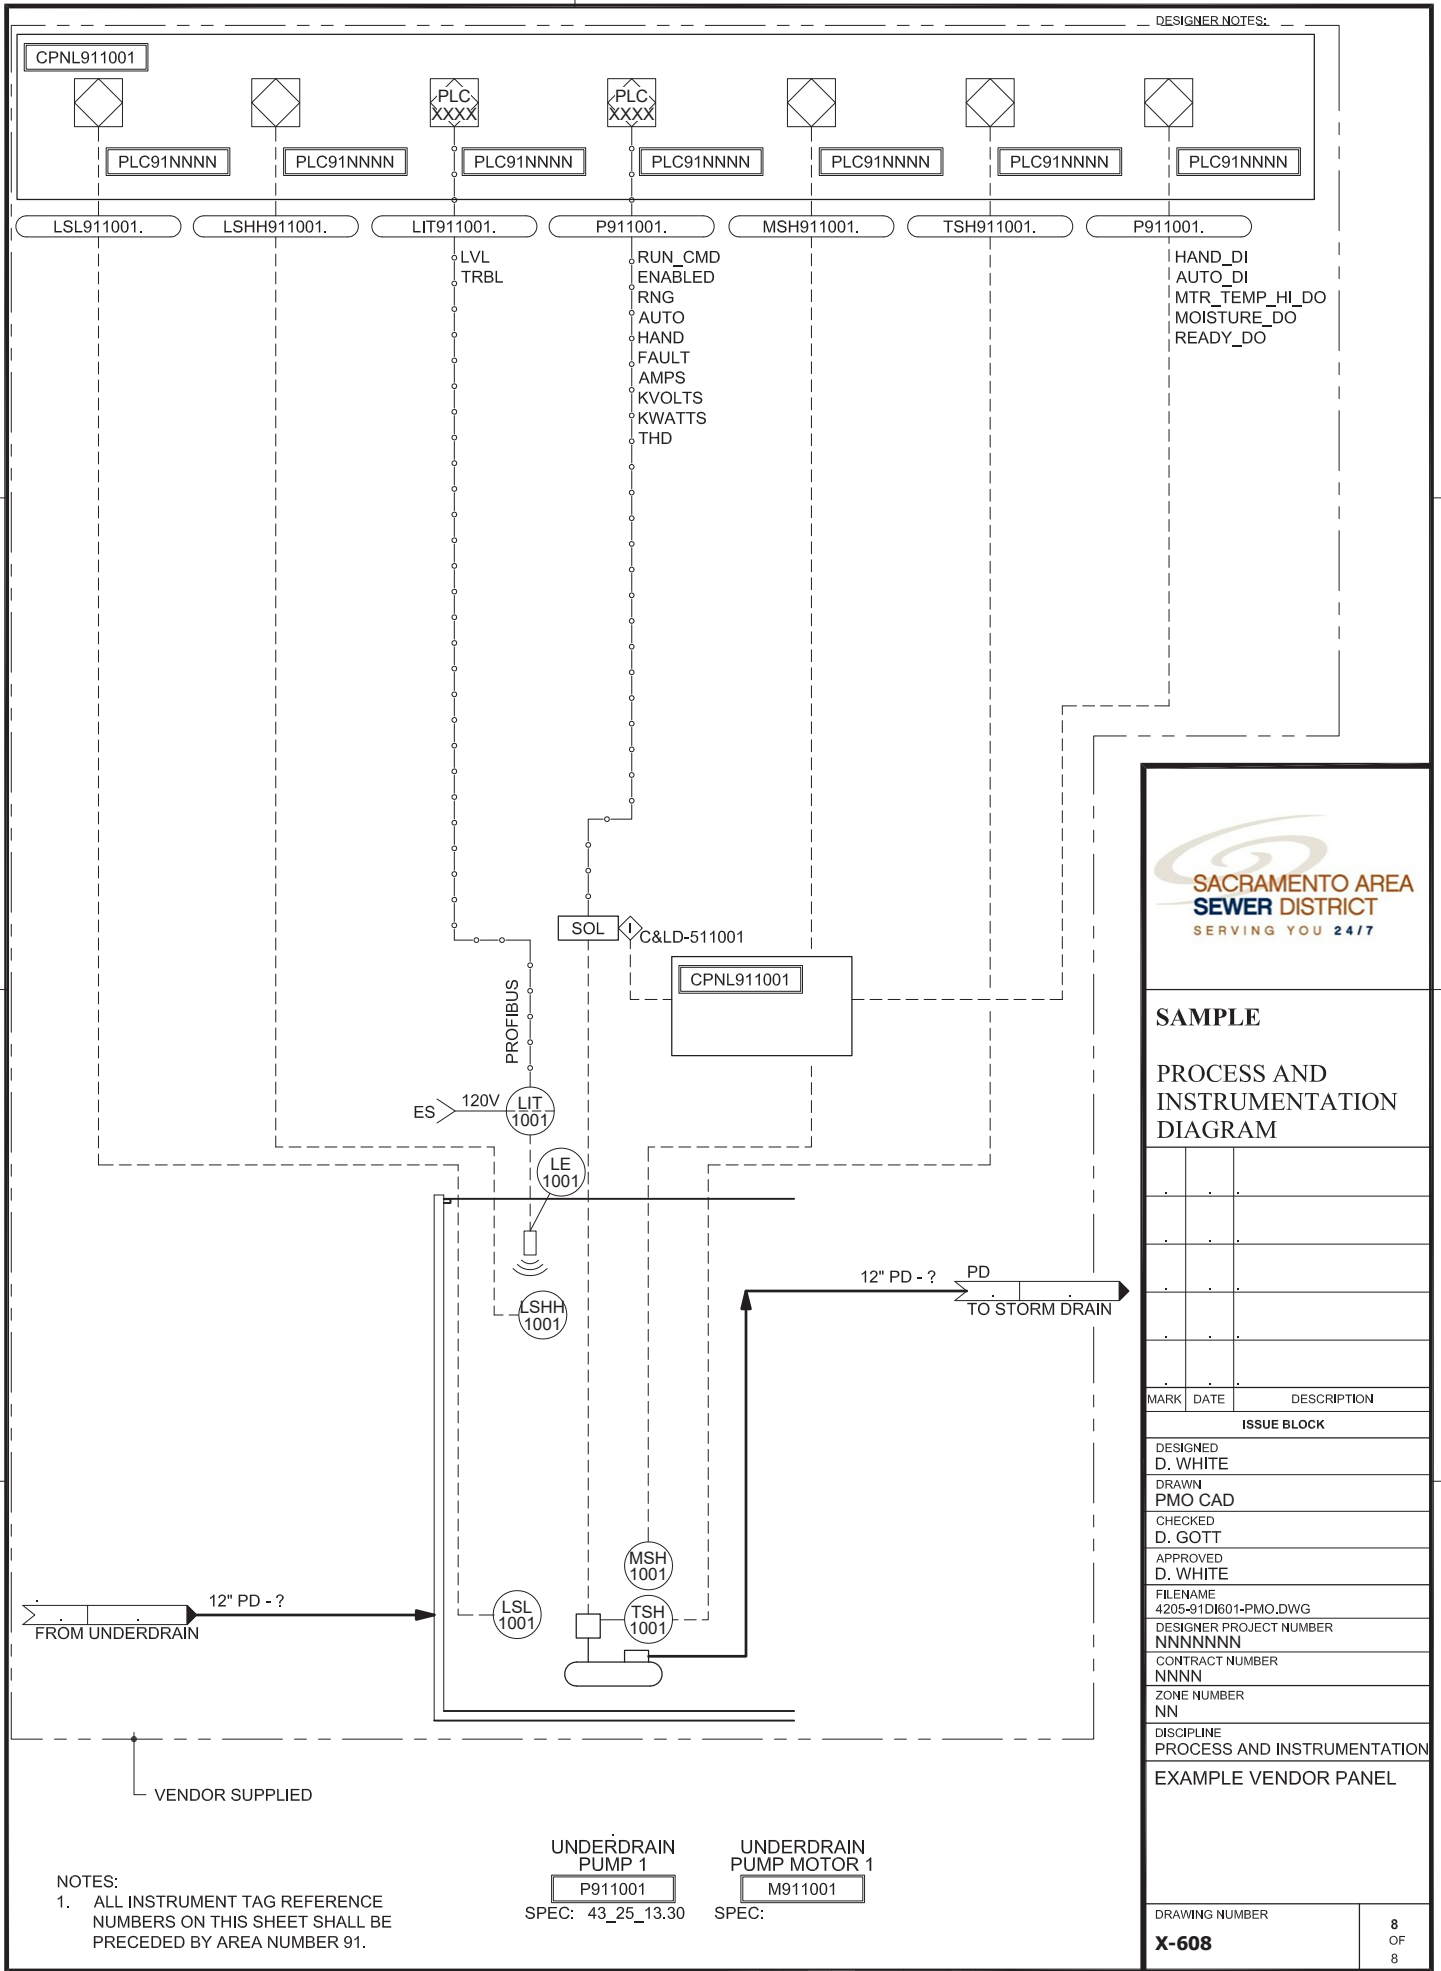 DESIGNER NOTES:
CPNL911001
PLC
XXXX
PLC
XXXX
PLC91NNNN
PLC91NNNN
PLC91NNNN
PLC91NNNN
PLC91NNNN
PLC91NNNN
PLC91NNNN
LSL911001.
LSHH911001.
LIT911001.
P911001.
MSH911001.
TSH911001.
P911001.
LVL
TRBL
RUN_CMD
ENABLED
RNG
AUTO
HAND
FAULT
AMPS
KVOLTS
KWATTS
THD
HAND_DI
AUTO_DI
MTR_TEMP_HI_DO
MOISTURE_DO
READY_DO
SOL
I
C&LD-511001
CPNL911001
PROFIBUS
ES
120V
LIT
1001
LE
1001
LSHH
1001
12" PD - ?
PD
TO STORM DRAIN
MSH
1001
TSH
1001
LSL
1001
12" PD - ?
FROM UNDERDRAIN
VENDOR SUPPLIED
UNDERDRAIN
PUMP 1
P911001
SPEC: 43_25_13.30
UNDERDRAIN
PUMP MOTOR 1
M911001
SPEC:
NOTES:
1. ALL INSTRUMENT TAG REFERENCE
NUMBERS ON THIS SHEET SHALL BE
PRECEDED BY AREA NUMBER 91.
SACRAMENTO AREA
SEWER DISTRICT
SERVING YOU 24/7
SAMPLE
PROCESS AND
INSTRUMENTATION
DIAGRAM
MARK DATE DESCRIPTION
ISSUE BLOCK
DESIGNED
D. WHITE
DRAWN
PMO CAD
CHECKED
D. GOTT
APPROVED
D. WHITE
FILENAME
4205-91DI601-PMO.DWG
DESIGNER PROJECT NUMBER
NNNNNNN
CONTRACT NUMBER
NNNN
ZONE NUMBER
NN
DISCIPLINE
PROCESS AND INSTRUMENTATION
EXAMPLE VENDOR PANEL
DRAWING NUMBER
X-608
8
OF
8